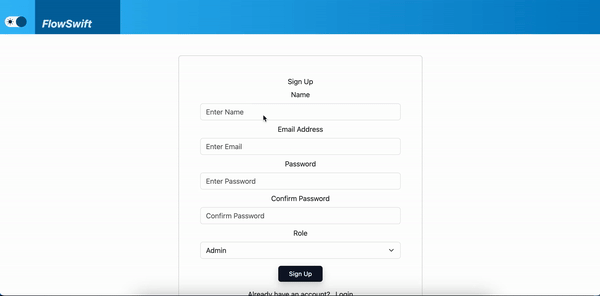 FlowSwift
Sign Up
Name
Enter Name
Email Address
Enter Email
Password
Enter Password
Confirm Password
Confirm Password
Role
Admin
Sign Up
Already have an account? Login